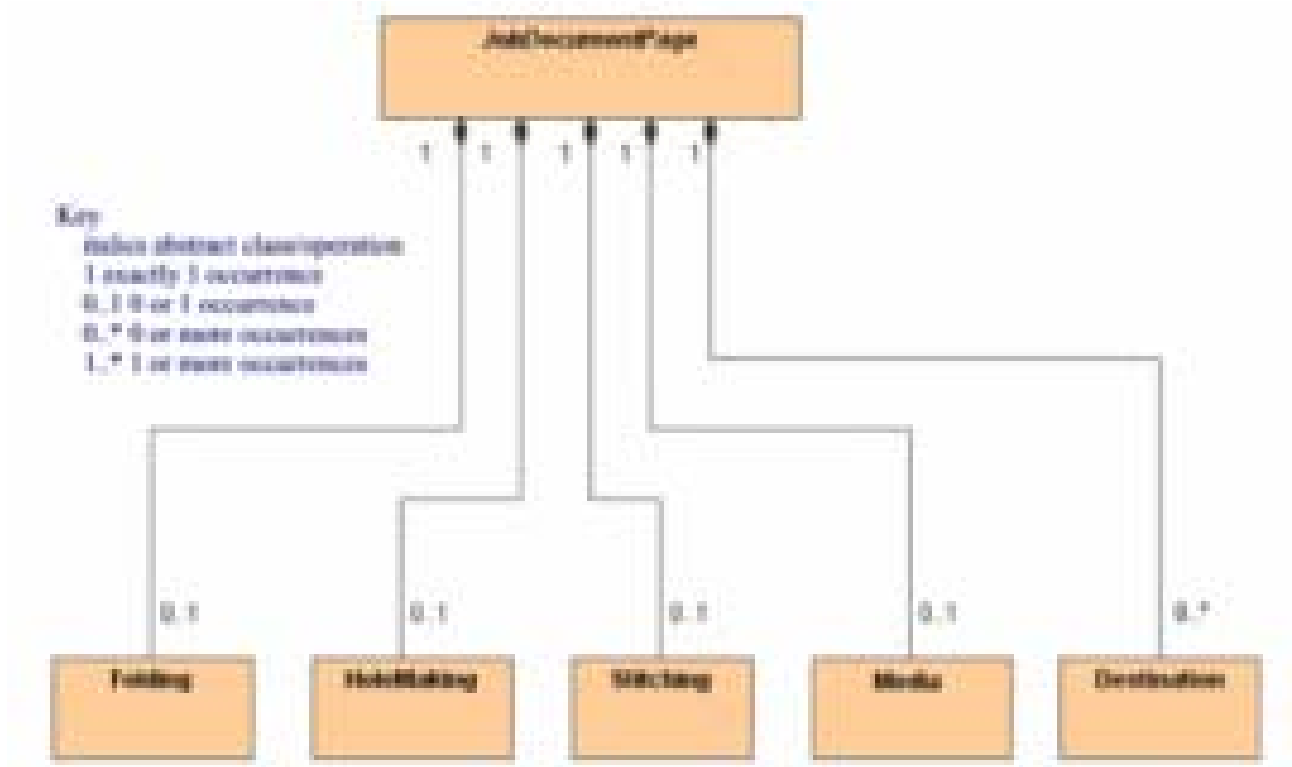 JobDocumentPage
1 1 1 1 1
Key
italics abstract class/operation
1 exactly 1 occurrence
0..1 0 or 1 occurrence
0..* 0 or more occurrences
1..* 1 or more occurrences
0..1 0..1 0..1 0..1 0..*
Folding HoleMaking Stitching Media Destination